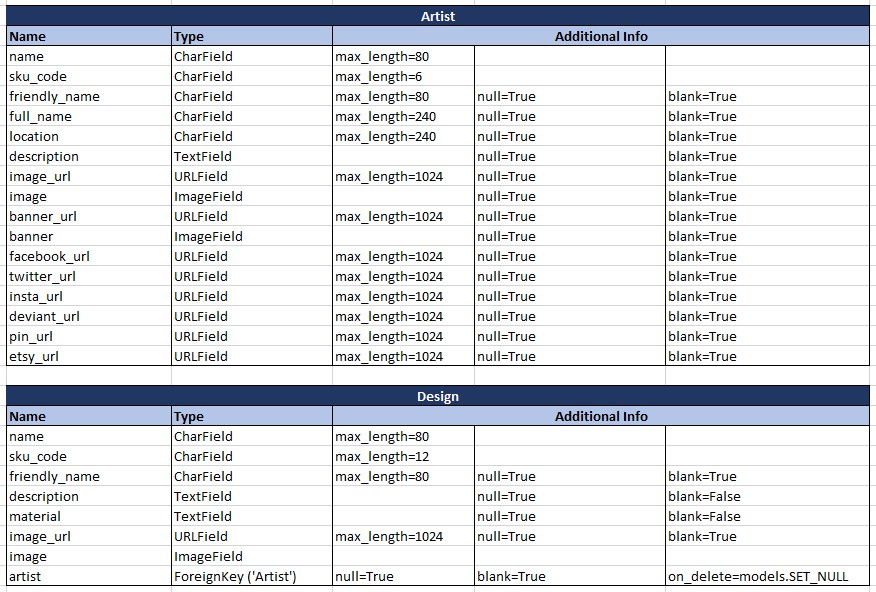 Artist
Name Type Additional Info
name CharField max_length=80
sku_code CharField max_length=6
friendly_name CharField max_length=80 null=True blank=True
full_name CharField max_length=240 null=True blank=True
location CharField max_length=240 null=True blank=True
description TextField null=True blank=True
image_url URLField max_length=1024 null=True blank=True
image ImageField null=True blank=True
banner_url URLField max_length=1024 null=True blank=True
banner ImageField null=True blank=True
facebook_url URLField max_length=1024 null=True blank=True
twitter_url URLField max_length=1024 null=True blank=True
insta_url URLField max_length=1024 null=True blank=True
deviant_url URLField max_length=1024 null=True blank=True
pin_url URLField max_length=1024 null=True blank=True
etsy_url URLField max_length=1024 null=True blank=True
Design
Name Type Additional Info
name CharField max_length=80
sku_code CharField max_length=12
friendly_name CharField max_length=80 null=True blank=True
description TextField null=True blank=False
material TextField null=True blank=False
image_url URLField max_length=1024 null=True blank=True
image ImageField
artist ForeignKey ('Artist') null=True blank=True on_delete=models.SET_NULL